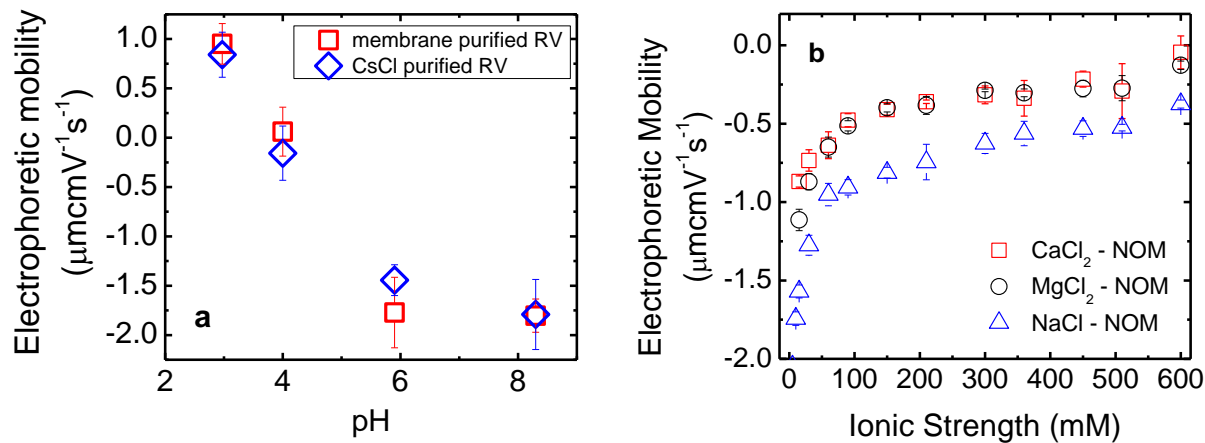 Electrophoretic mobility
(μmcmV⁻¹s⁻¹)
1.0
0.5
0.0
-0.5
-1.0
-1.5
-2.0
membrane purified RV
CsCl purified RV
a
2 4 6 8
pH
Electrophoretic Mobility
(μmcmV⁻¹s⁻¹)
0.0
-0.5
-1.0
-1.5
-2.0
b
CaCl₂ - NOM
MgCl₂ - NOM
NaCl - NOM
0 100 200 300 400 500 600
Ionic Strength (mM)